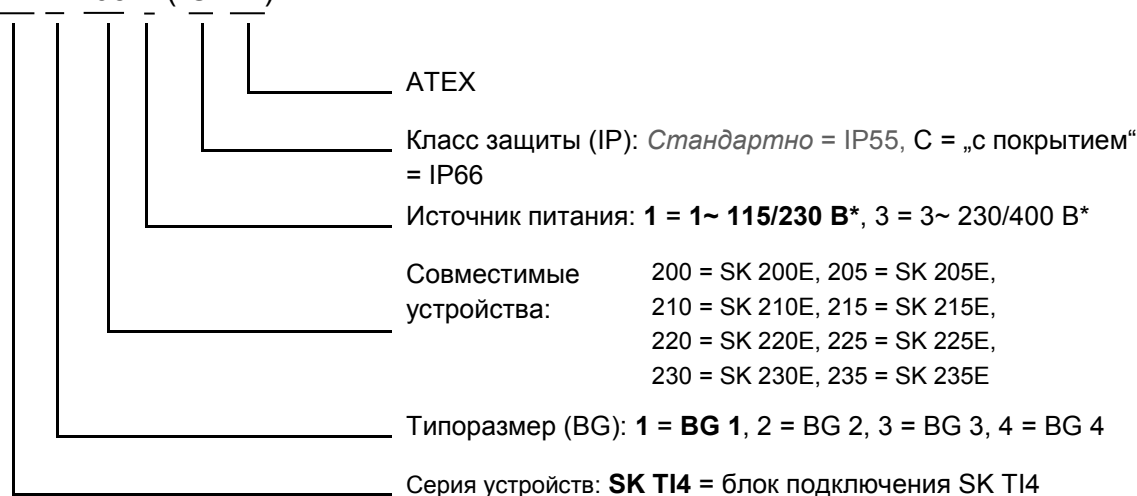 ATEX
Класс защиты (IP): Стандартно = IP55, C = „с покрытием“
= IP66
Источник питания: 1 = 1~ 115/230 В*, 3 = 3~ 230/400 В*
Совместимые устройства:
200 = SK 200E, 205 = SK 205E,
210 = SK 210E, 215 = SK 215E,
220 = SK 220E, 225 = SK 225E,
230 = SK 230E, 235 = SK 235E
Типоразмер (BG): 1 = BG 1, 2 = BG 2, 3 = BG 3, 4 = BG 4
Серия устройств: SK TI4 = блок подключения SK TI4